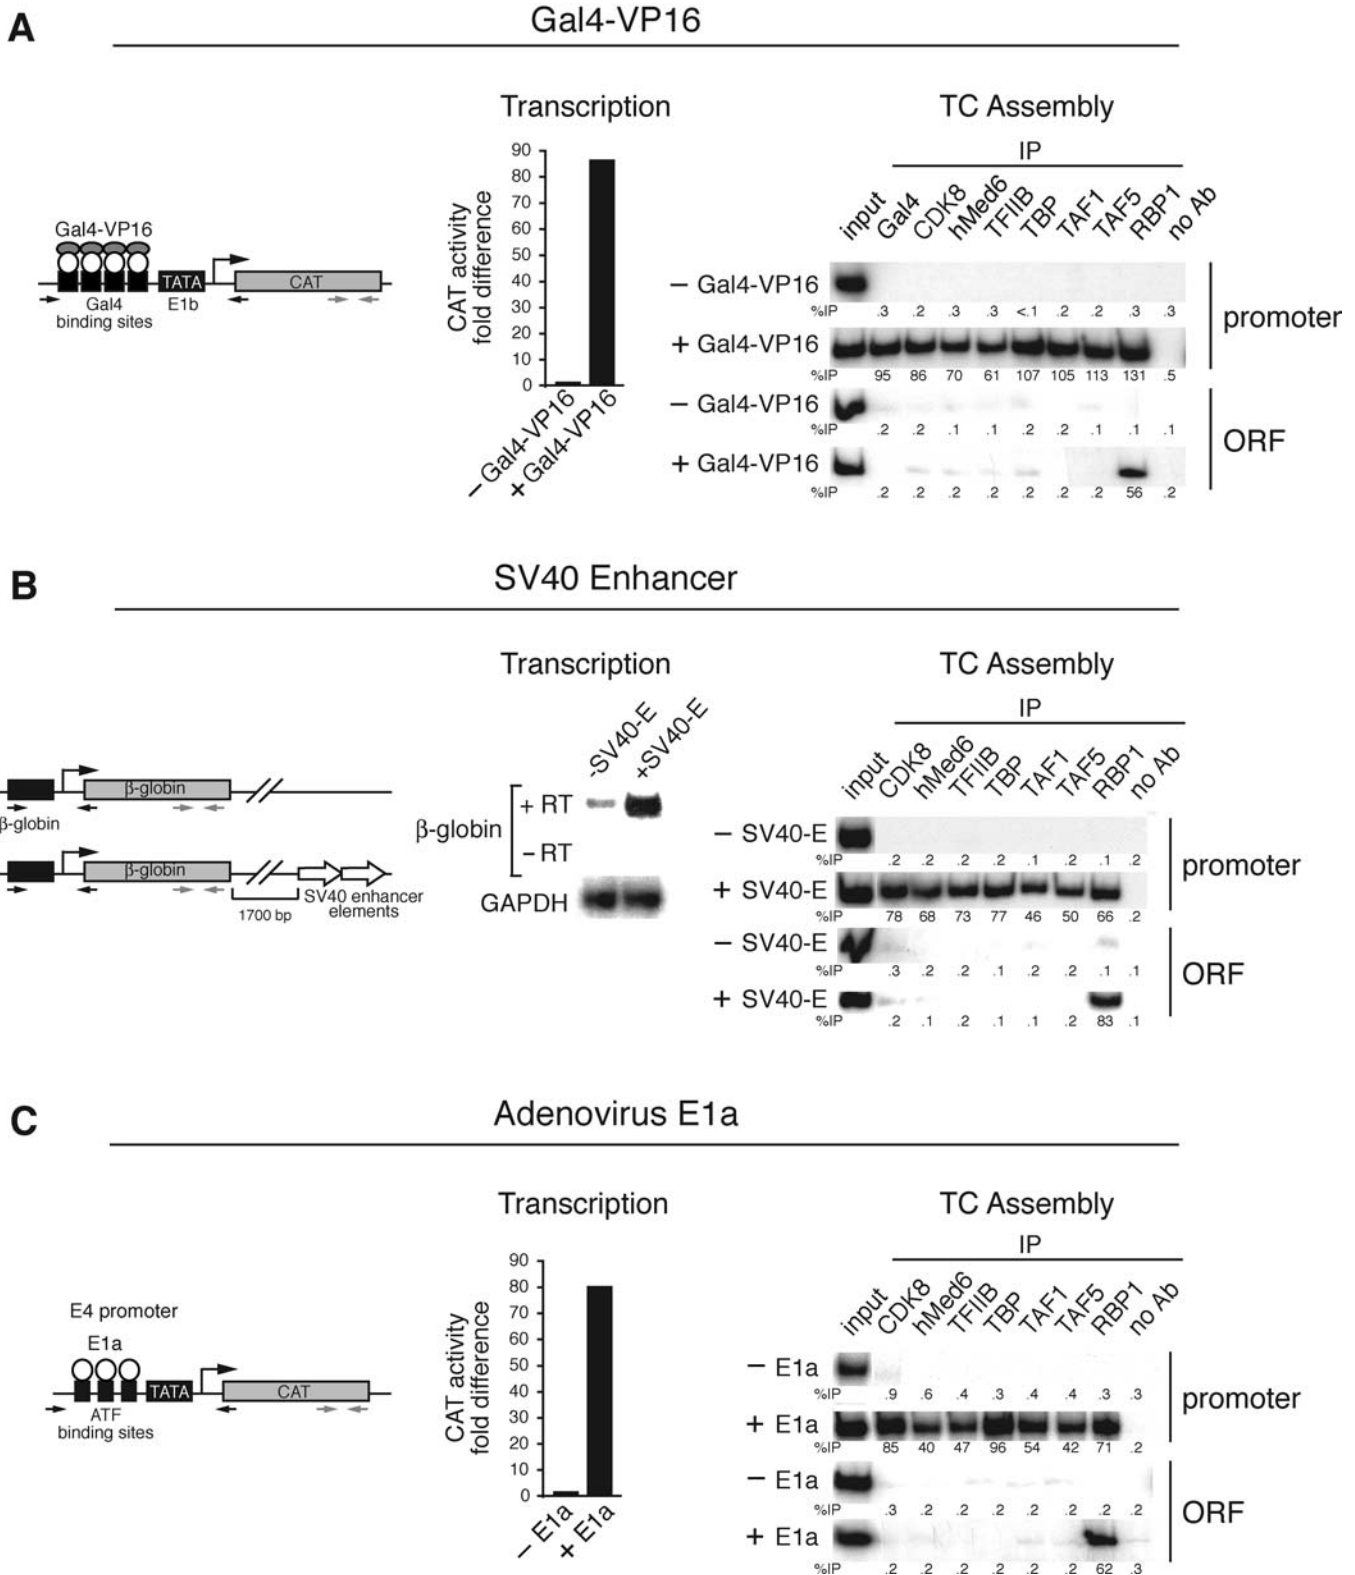 A
Gal4-VP16
Transcription
TC Assembly
IP
Gal4-VP16
TATA
CAT
Gal4
binding sites
E1b
CAT activity
fold difference
90
80
70
60
50
40
30
20
10
0
− Gal4-VP16
+ Gal4-VP16
input Gal4 CDK8 hMed6 TFIIB TBP TAF1 TAF5 RBP1 no Ab
− Gal4-VP16
%IP .3 .2 .3 .3 <.1 .2 .2 .3 .3
+ Gal4-VP16
%IP 95 86 70 61 107 105 113 131 .5
promoter
− Gal4-VP16
%IP .2 .2 .1 .1 .2 .2 .1 .1 .1
+ Gal4-VP16
%IP .2 .2 .2 .2 .2 .2 .2 56 .2
ORF
B
SV40 Enhancer
Transcription
TC Assembly
IP
β-globin
β-globin
β-globin
1700 bp
SV40 enhancer
elements
-SV40-E
+SV40-E
β-globin
+ RT
− RT
GAPDH
input CDK8 hMed6 TFIIB TBP TAF1 TAF5 RBP1 no Ab
− SV40-E
%IP .2 .2 .2 .2 .1 .2 .1 .2
+ SV40-E
%IP 78 68 73 77 46 50 66 .2
promoter
− SV40-E
%IP .3 .2 .2 .1 .2 .2 .1 .1
+ SV40-E
%IP .2 .1 .2 .1 .1 .2 83 .1
ORF
C
Adenovirus E1a
Transcription
TC Assembly
IP
E4 promoter
E1a
TATA
CAT
ATF
binding sites
CAT activity
fold difference
90
80
70
60
50
40
30
20
10
0
− E1a
+ E1a
input CDK8 hMed6 TFIIB TBP TAF1 TAF5 RBP1 no Ab
− E1a
%IP .9 .6 .4 .3 .4 .4 .3 .3
+ E1a
%IP 85 40 47 96 54 42 71 .2
promoter
− E1a
%IP .3 .2 .2 .2 .2 .2 .2 .2
+ E1a
%IP .2 .2 .2 .2 .2 .2 62 .3
ORF